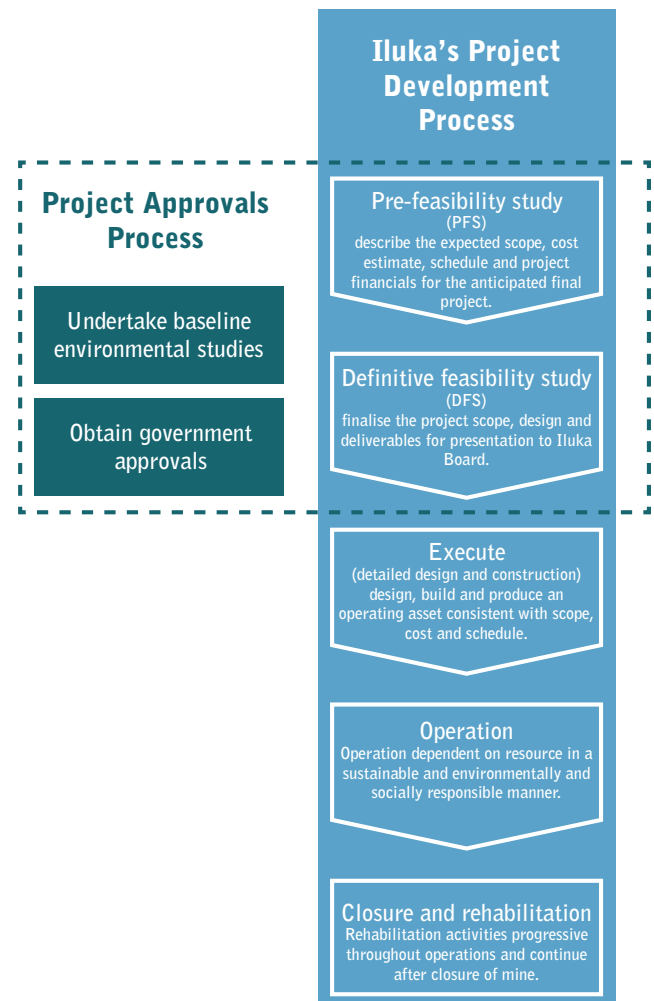 Iluka’s Project
Development
Process
Project Approvals
Process
Undertake baseline
environmental studies
Obtain government
approvals
Pre-feasibility study
(PFS)
describe the expected scope, cost
estimate, schedule and project
financials for the anticipated final
project.
Definitive feasibility study
(DFS)
finalise the project scope, design and
deliverables for presentation to Iluka
Board.
Execute
(detailed design and construction)
design, build and produce an
operating asset consistent with scope,
cost and schedule.
Operation
Operation dependent on resource in a
sustainable and environmentally and
socially responsible manner.
Closure and rehabilitation
Rehabilitation activities progressive
throughout operations and continue
after closure of mine.